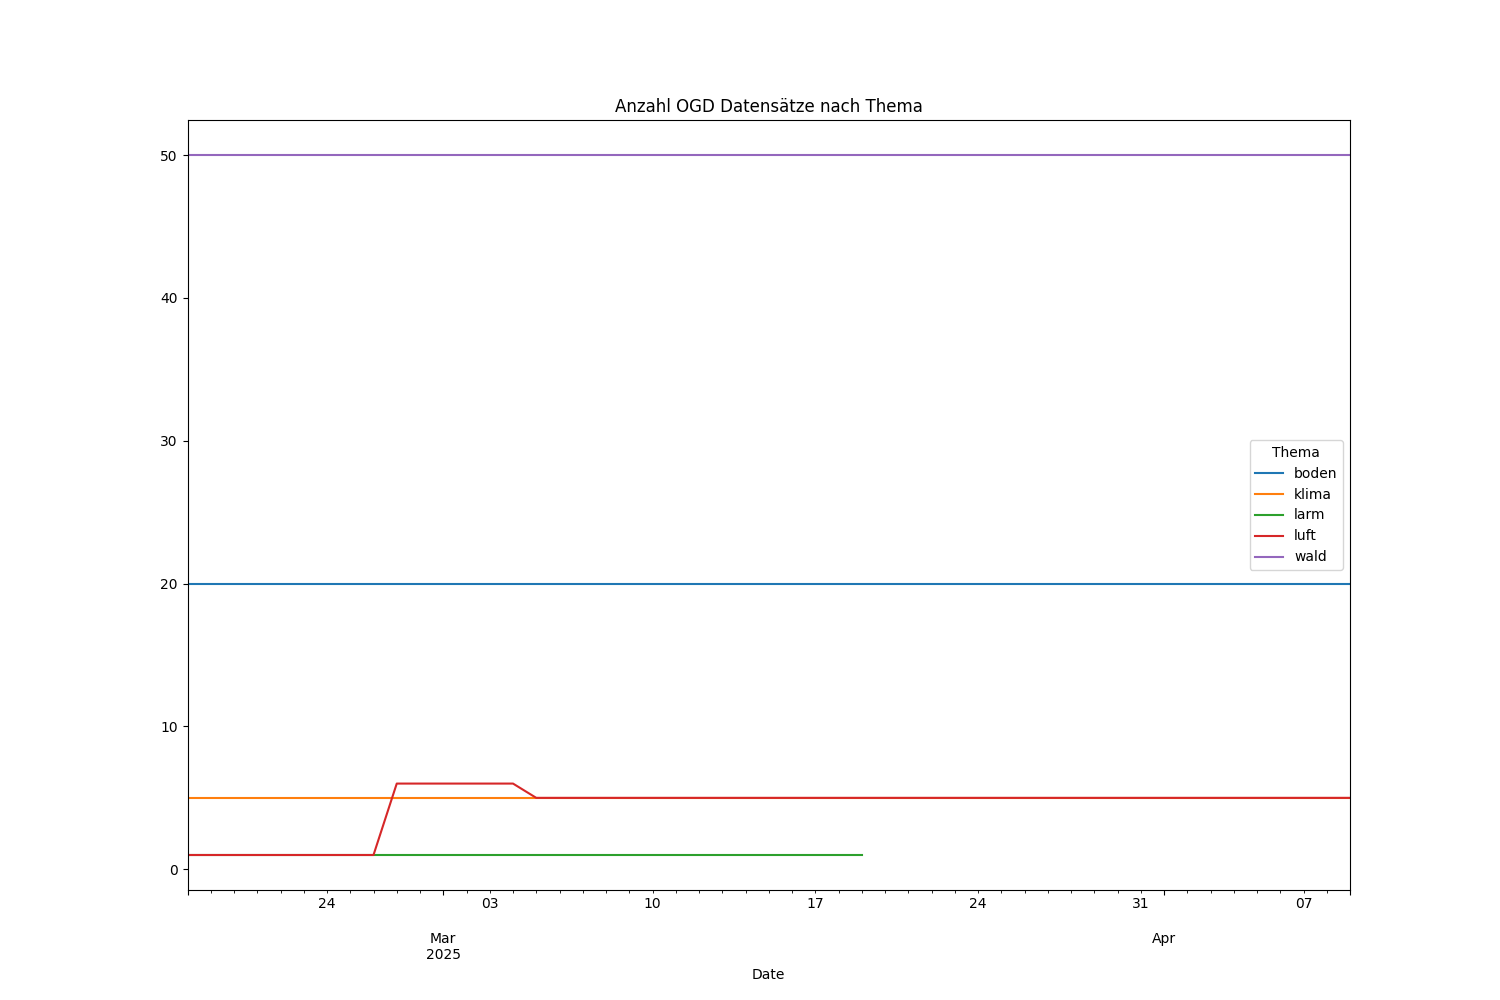 Anzahl OGD Datensätze nach Thema
50
40
30
20
10
0
Thema
boden
klima
larm
luft
wald
24 03 10 17 24 31 07
Mar Apr
2025
Date